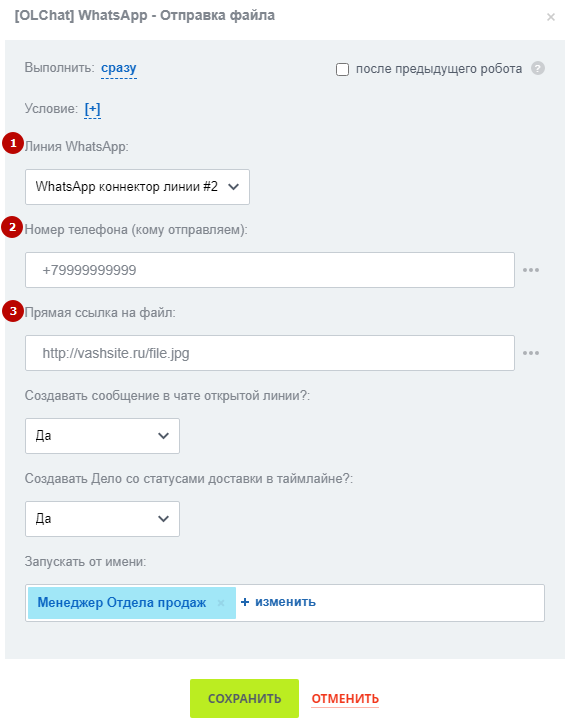 [OLChat] WhatsApp - Отправка файла
×
Выполнить: сразу
после предыдущего робота ?
Условие: [+]
1 Линия WhatsApp:
WhatsApp коннектор линии #2
2 Номер телефона (кому отправляем):
+79999999999 •••
3 Прямая ссылка на файл:
http://vashsite.ru/file.jpg •••
Создавать сообщение в чате открытой линии?:
Да
Создавать Дело со статусами доставки в таймлайне?:
Да
Запускать от имени:
Менеджер Отдела продаж × + изменить
СОХРАНИТЬ ОТМЕНИТЬ